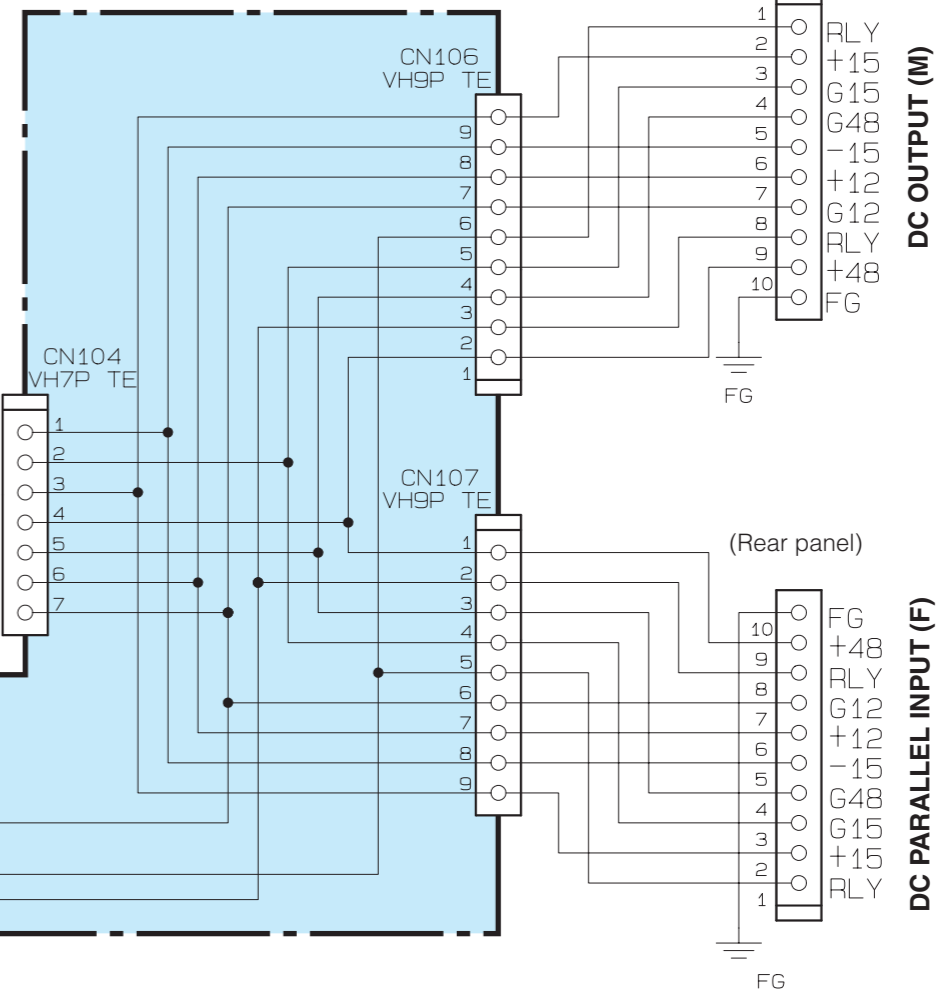 CN106
VH9P TE
9
8
7
6
5
4
3
2
1
1
2
3
4
5
6
7
8
9
10
RLY
+15
G15
G48
-15
+12
G12
RLY
+48
FG
DC OUTPUT (M)
FG
CN104
VH7P TE
1
2
3
4
5
6
7
CN107
VH9P TE
1
2
3
4
5
6
7
8
9
(Rear panel)
10
9
8
7
6
5
4
3
2
1
FG
+48
RLY
G12
+12
-15
G48
G15
+15
RLY
DC PARALLEL INPUT (F)
FG